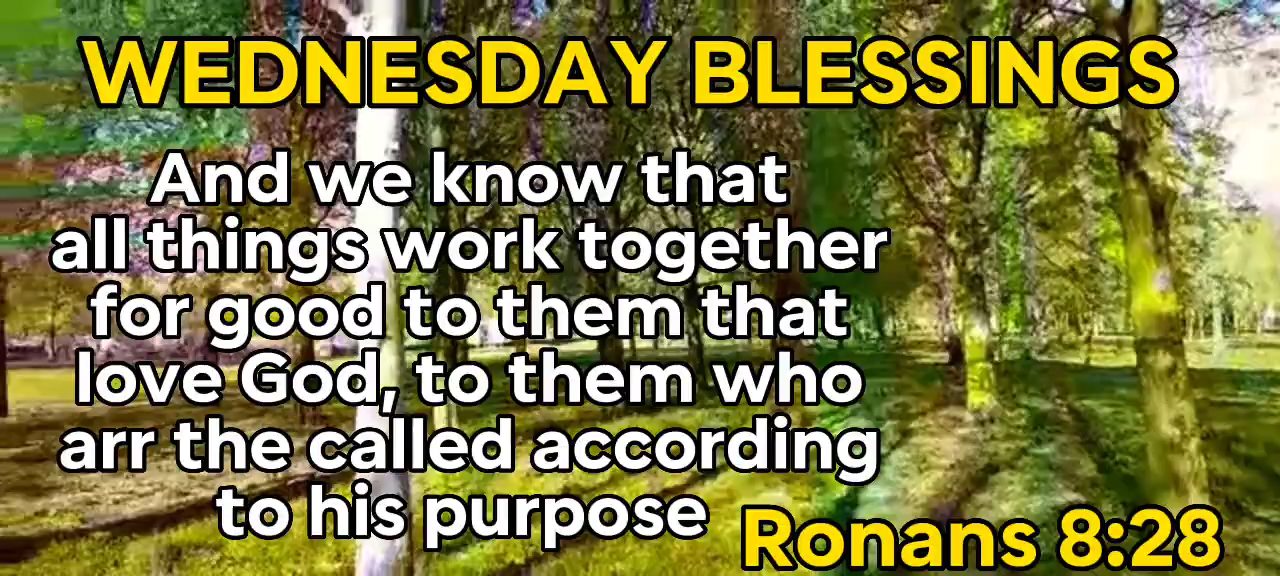 WEDNESDAY BLESSINGS
And we know that
all things work together
for good to them that
love God, to them who
arr the called according
to his purpose
Ronans 8:28